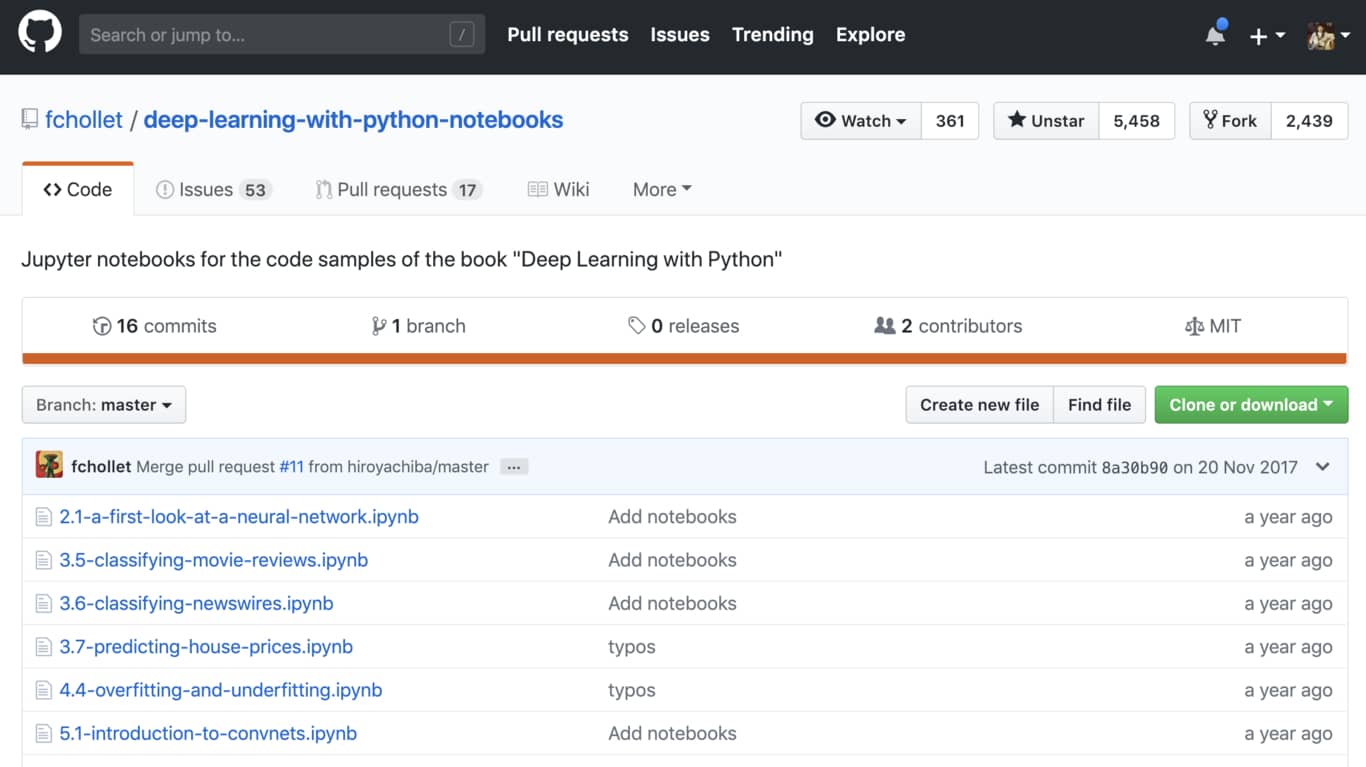 Search or jump to... / Pull requests Issues Trending Explore
fchollet / deep-learning-with-python-notebooks Watch 361 Unstar 5,458 Fork 2,439
Code Issues 53 Pull requests 17 Wiki More
Jupyter notebooks for the code samples of the book "Deep Learning with Python"
16 commits 1 branch 0 releases 2 contributors MIT
Branch: master Create new file Find file Clone or download
fchollet Merge pull request #11 from hiroyachiba/master ... Latest commit 8a30b90 on 20 Nov 2017
2.1-a-first-look-at-a-neural-network.ipynb Add notebooks a year ago
3.5-classifying-movie-reviews.ipynb Add notebooks a year ago
3.6-classifying-newswires.ipynb Add notebooks a year ago
3.7-predicting-house-prices.ipynb typos a year ago
4.4-overfitting-and-underfitting.ipynb typos a year ago
5.1-introduction-to-convnets.ipynb Add notebooks a year ago